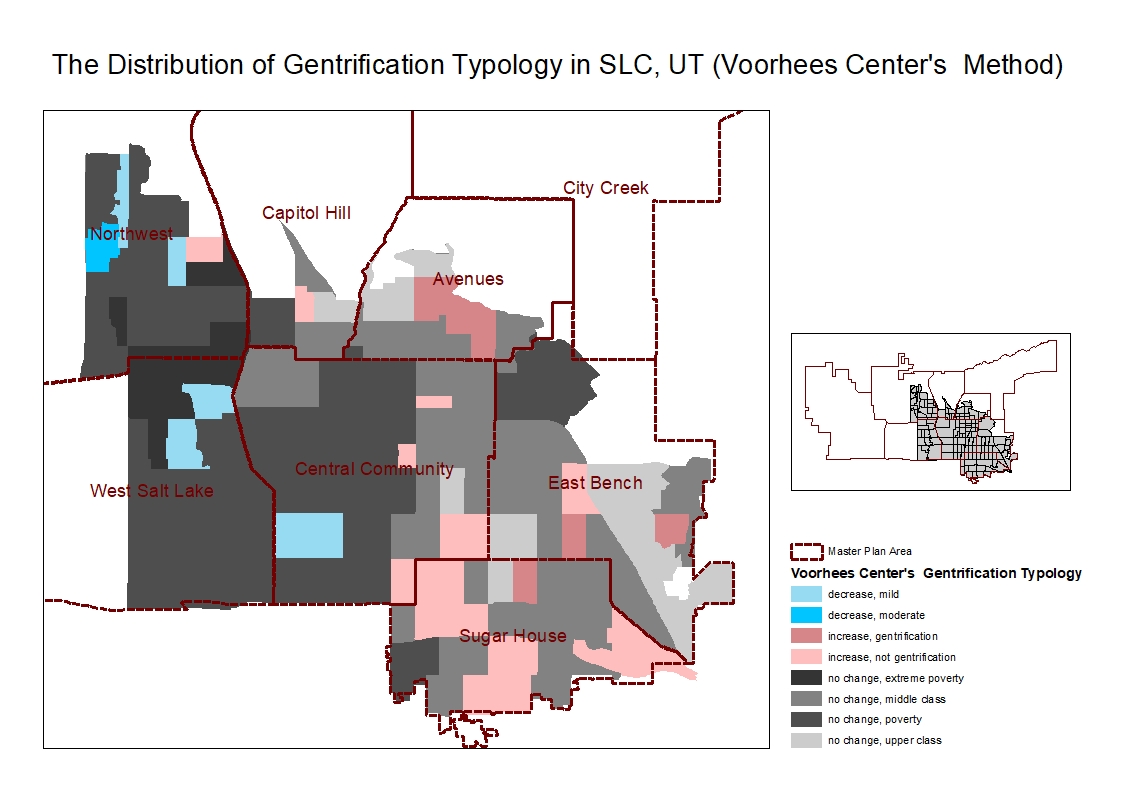 The Distribution of Gentrification Typology in SLC, UT (Voorhees Center's  Method)
City Creek
Capitol Hill
Northwest
Avenues
Central Community
East Bench
West Salt Lake
Sugar House
Master Plan Area
Voorhees Center's  Gentrification Typology
decrease, mild
decrease, moderate
increase, gentrification
increase, not gentrification
no change, extreme poverty
no change, middle class
no change, poverty
no change, upper class